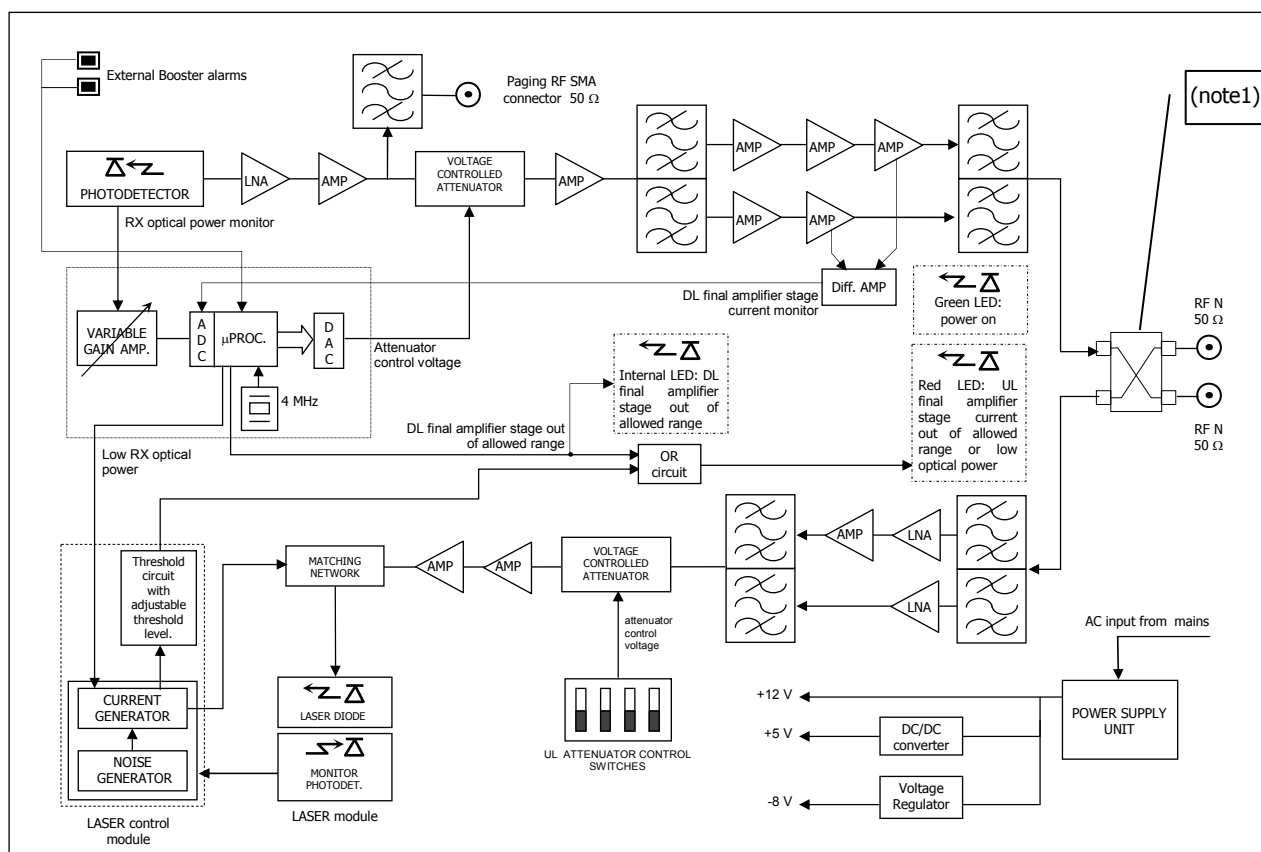 External Booster alarms
Paging RF SMA
connector 50 Ω
(note1)
PHOTODETECTOR
LNA
AMP
VOLTAGE
CONTROLLED
ATTENUATOR
AMP
AMP
AMP
AMP
AMP
AMP
RX optical power monitor
Diff. AMP
DL final amplifier stage
current monitor
Green LED:
power on
RF N
50 Ω
VARIABLE
GAIN AMP.
A
D
C
µPROC.
D
A
C
Attenuator
control voltage
4 MHz
Internal LED: DL
final amplifier
stage out of
allowed range
Red LED: UL
final amplifier
stage current
out of allowed
range or low
optical power
RF N
50 Ω
DL final amplifier stage out
of allowed range
Low RX optical
power
OR
circuit
Threshold
circuit
with
adjustable
threshold
level.
MATCHING
NETWORK
AMP
AMP
VOLTAGE
CONTROLLED
ATTENUATOR
AMP
LNA
LNA
attenuator
control
voltage
AC input from mains
CURRENT
GENERATOR
NOISE
GENERATOR
LASER DIODE
MONITOR
PHOTODET.
UL ATTENUATOR CONTROL
SWITCHES
+12 V
+5 V
-8 V
DC/DC
converter
Voltage
Regulator
POWER SUPPLY
UNIT
LASER control
module
LASER module